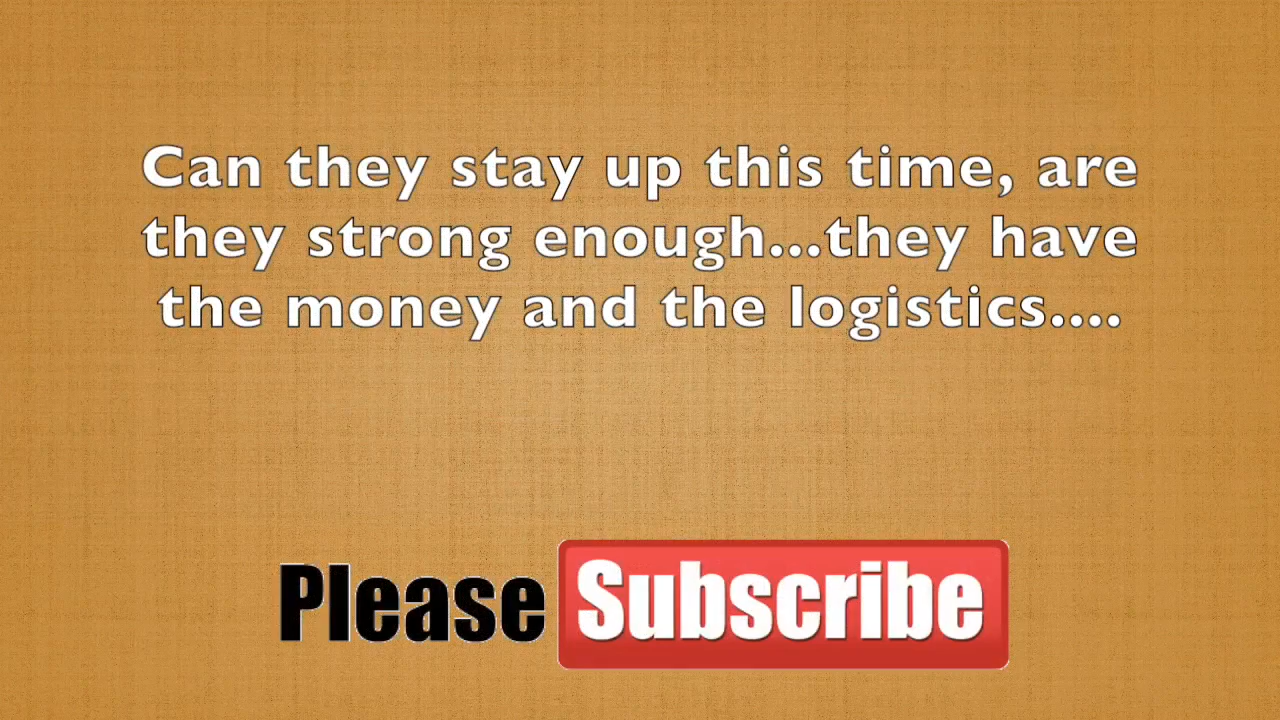 Can they stay up this time, are
they strong enough...they have
the money and the logistics....
Please Subscribe